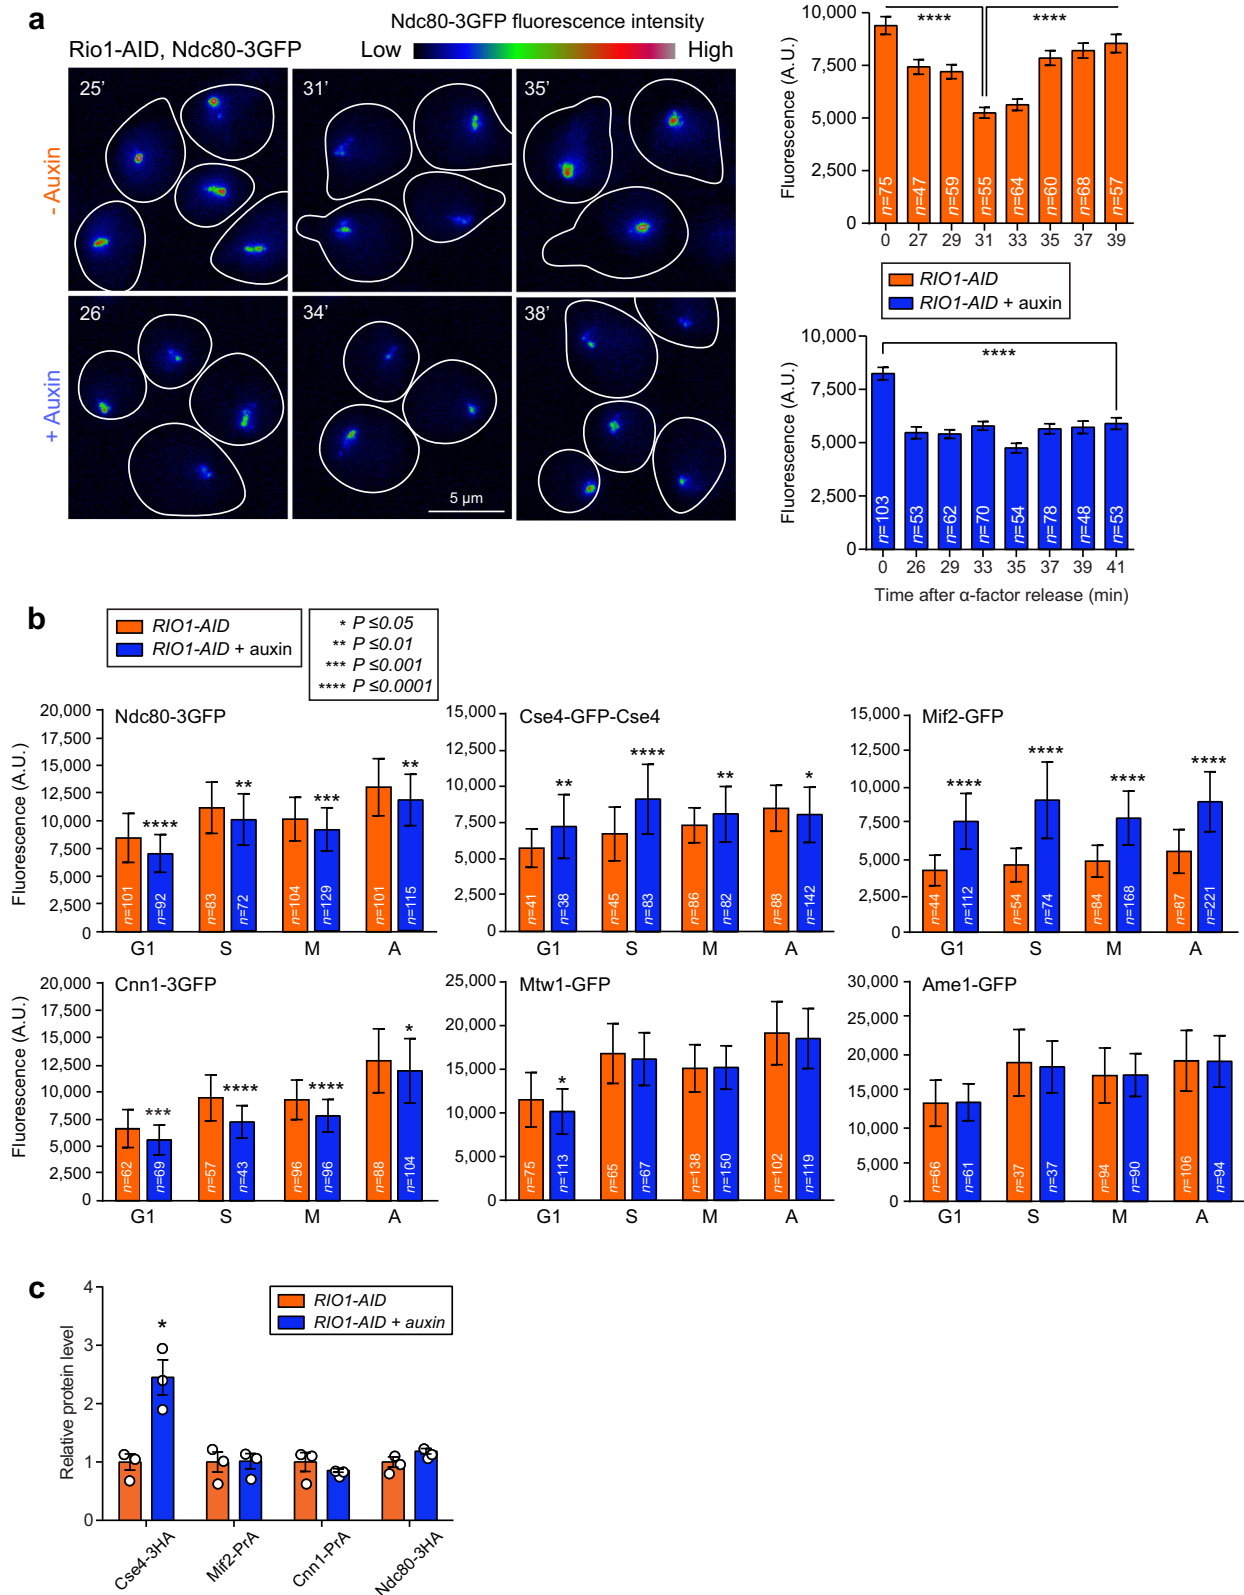 a
Ndc80-3GFP fluorescence intensity
Rio1-AID, Ndc80-3GFP
Low
High
- Auxin
25’
31’
35’
+ Auxin
26’
34’
38’
5 µm
Fluorescence (A.U.)
10,000
7,500
5,000
2,500
0
****
****
n=75
n=47
n=59
n=55
n=64
n=60
n=68
n=57
0 27 29 31 33 35 37 39
RIO1-AID
RIO1-AID + auxin
Fluorescence (A.U.)
10,000
7,500
5,000
2,500
0
****
n=103
n=53
n=62
n=70
n=54
n=78
n=48
n=53
0 26 29 33 35 37 39 41
Time after α-factor release (min)
b
RIO1-AID
RIO1-AID + auxin
* P ≤0.05
** P ≤0.01
*** P ≤0.001
**** P ≤0.0001
Ndc80-3GFP
Fluorescence (A.U.)
20,000
17,500
15,000
12,500
10,000
7,500
5,000
2,500
0
**** ** *** **
n=101
n=92
n=83
n=72
n=104
n=129
n=101
n=115
G1 S M A
Cse4-GFP-Cse4
15,000
12,500
10,000
7,500
5,000
2,500
0
** **** ** *
n=41
n=38
n=45
n=83
n=86
n=82
n=88
n=142
G1 S M A
Mif2-GFP
15,000
12,500
10,000
7,500
5,000
2,500
0
**** **** **** ****
n=44
n=112
n=54
n=74
n=84
n=168
n=87
n=221
G1 S M A
Cnn1-3GFP
Fluorescence (A.U.)
20,000
17,500
15,000
12,500
10,000
7,500
5,000
2,500
0
*** **** **** *
n=62
n=69
n=57
n=43
n=96
n=96
n=88
n=104
G1 S M A
Mtw1-GFP
25,000
20,000
15,000
10,000
5,000
0
*
n=75
n=113
n=65
n=67
n=138
n=150
n=102
n=119
G1 S M A
Ame1-GFP
30,000
25,000
20,000
15,000
10,000
5,000
0
n=66
n=61
n=37
n=37
n=94
n=90
n=106
n=94
G1 S M A
c
RIO1-AID
RIO1-AID + auxin
Relative protein level
4
3
2
1
0
*
Cse4-3HA
Mif2-PrA
Cnn1-PrA
Ndc80-3HA